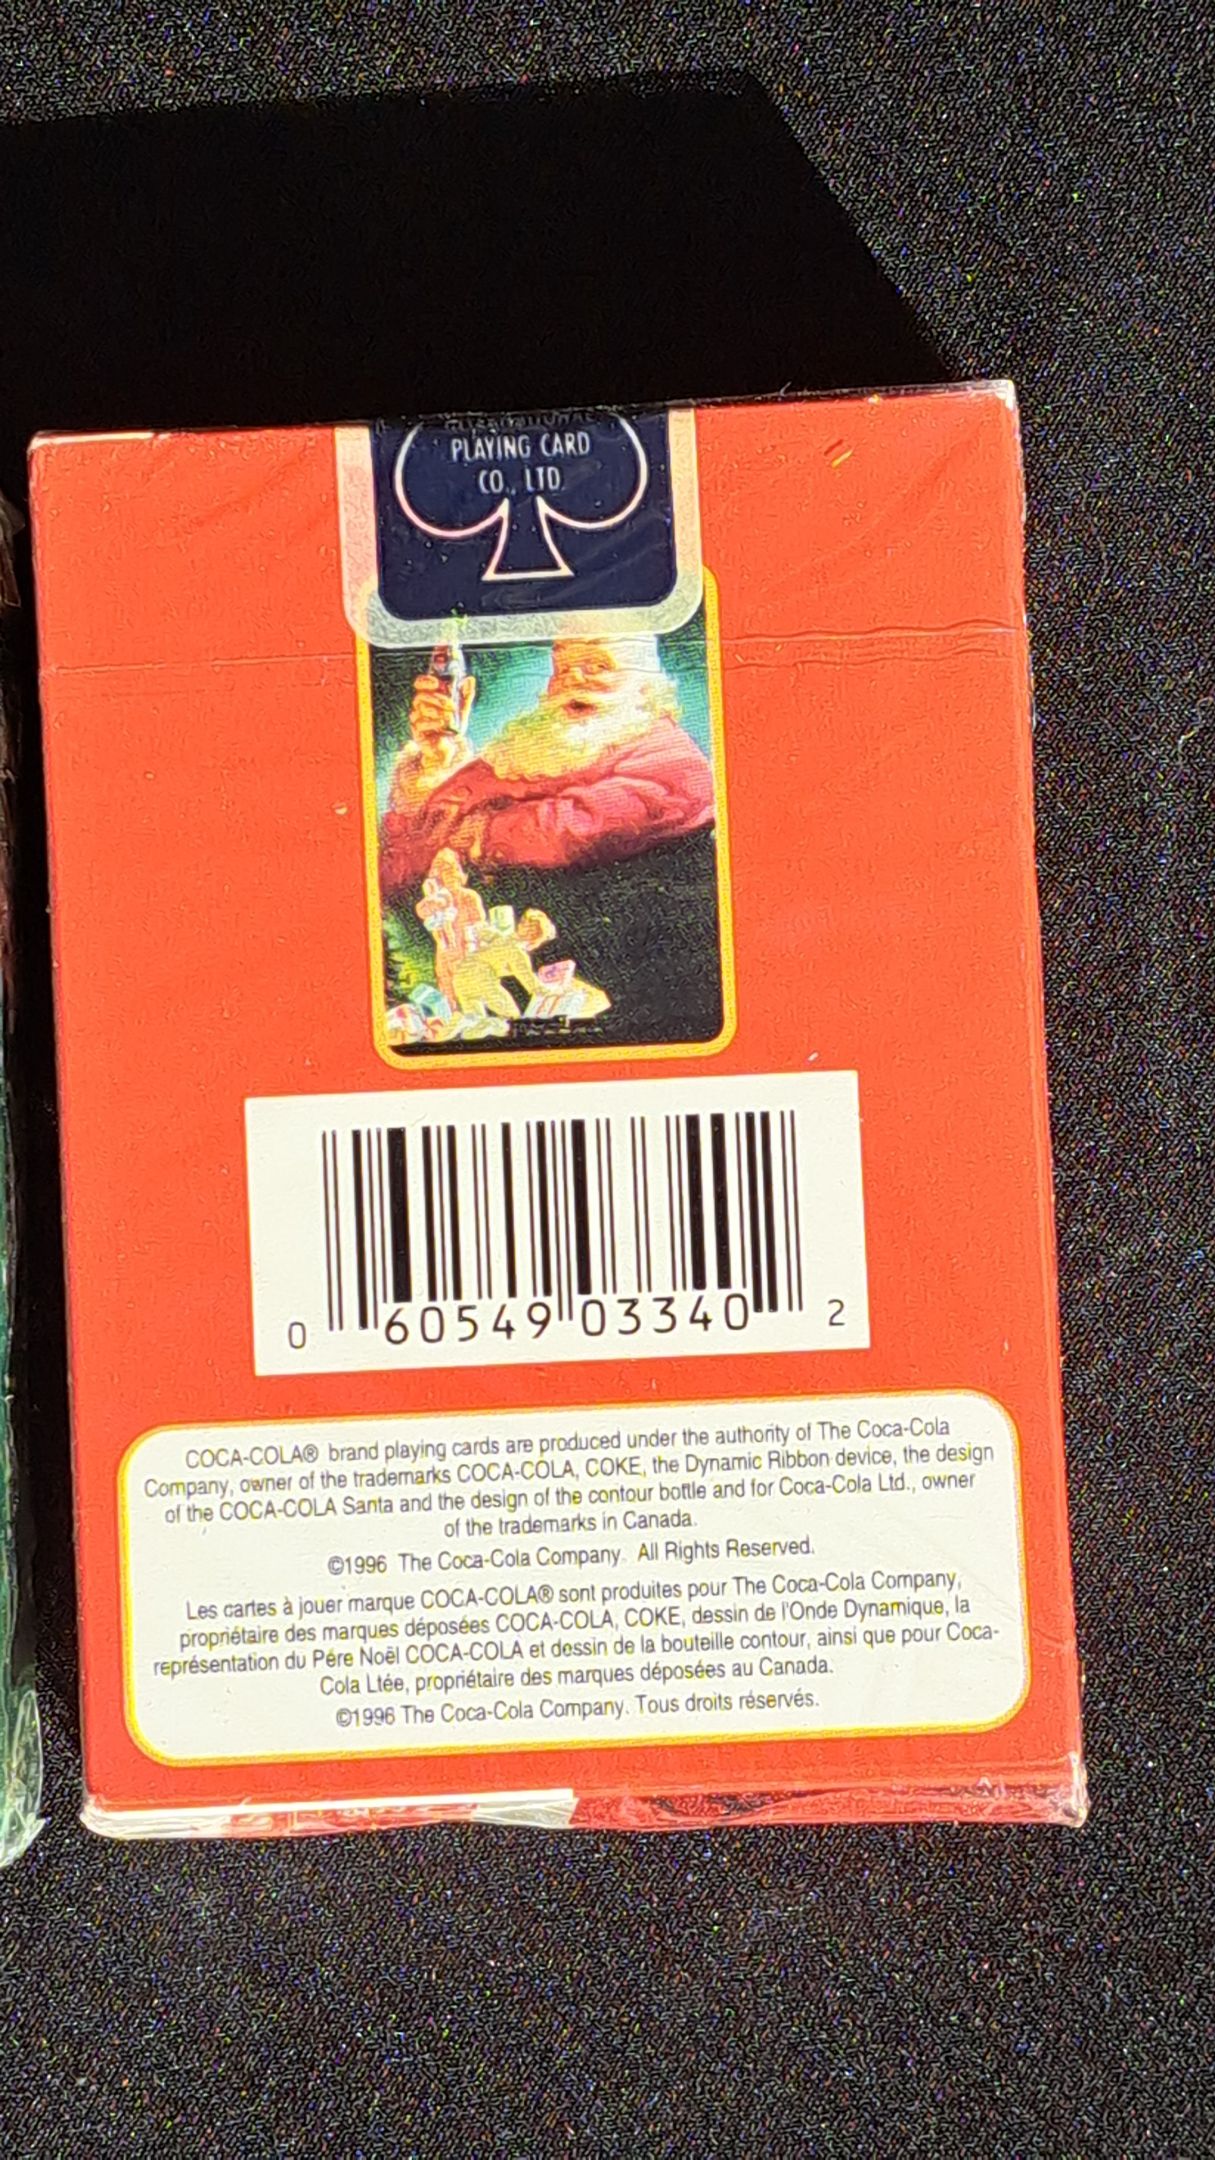 PLAYING CARD
CO., LTD.
0 60549 03340 2
COCA-COLA® brand playing cards are produced under the authority of The Coca-Cola
Company, owner of the trademarks COCA-COLA, COKE, the Dynamic Ribbon device, the design
of the COCA-COLA Santa and the design of the contour bottle and for Coca-Cola Ltd., owner
of the trademarks in Canada.
©1996 The Coca-Cola Company. All Rights Reserved.
Les cartes à jouer marque COCA-COLA® sont produites pour The Coca-Cola Company,
propriétaire des marques déposées COCA-COLA, COKE, dessin de l'Onde Dynamique, la
représentation du Pére Noël COCA-COLA et dessin de la bouteille contour, ainsi que pour Coca-
Cola Ltée, propriétaire des marques déposées au Canada.
©1996 The Coca-Cola Company. Tous droits réservés.